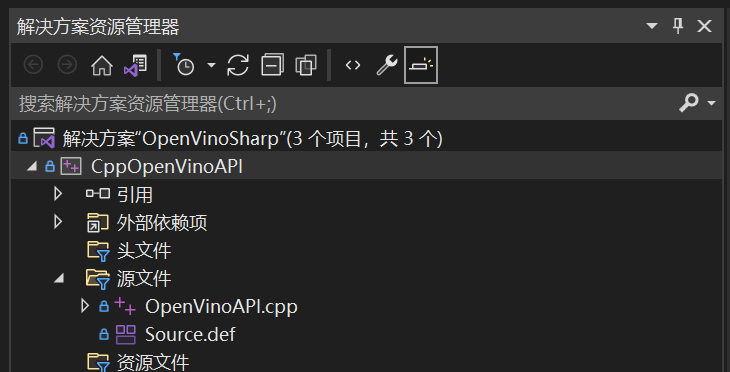 解决方案资源管理器
搜索解决方案资源管理器(Ctrl+;)
解决方案“OpenVinoSharp”(3 个项目，共 3 个)
CppOpenVinoAPI
引用
外部依赖项
头文件
源文件
OpenVinoAPI.cpp
Source.def
资源文件